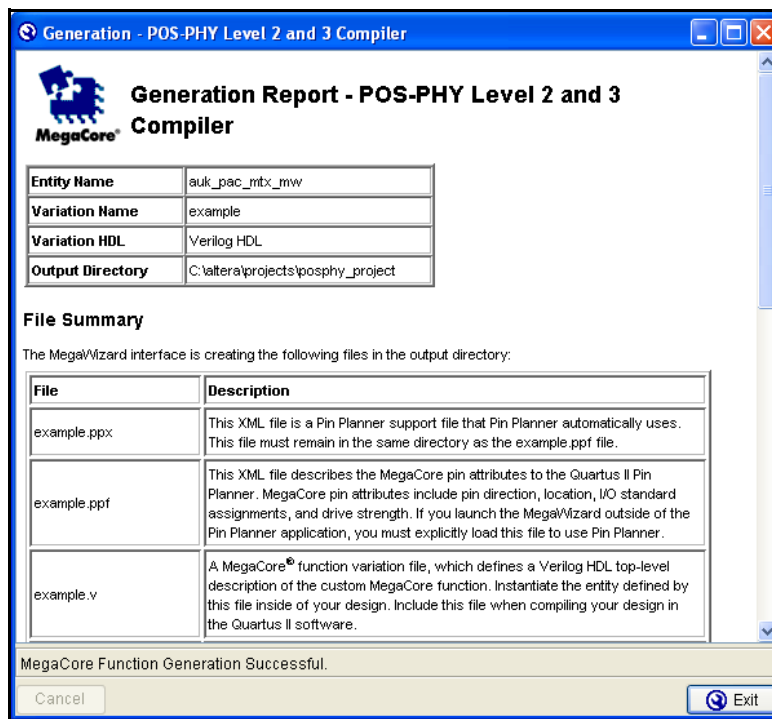 Generation - POS-PHY Level 2 and 3 Compiler
MegaCore®
Generation Report - POS-PHY Level 2 and 3
Compiler
Entity Name auk_pac_mtx_mw
Variation Name example
Variation HDL Verilog HDL
Output Directory C:\altera\projects\posphy_project
File Summary
The MegaWizard interface is creating the following files in the output directory:
File Description
example.ppx
This XML file is a Pin Planner support file that Pin Planner automatically uses.
This file must remain in the same directory as the example.ppf file.
example.ppf
This XML file describes the MegaCore pin attributes to the Quartus II Pin
Planner. MegaCore pin attributes include pin direction, location, I/O standard
assignments, and drive strength. If you launch the MegaWizard outside of the
Pin Planner application, you must explicitly load this file to use Pin Planner.
example.v
A MegaCore® function variation file, which defines a Verilog HDL top-level
description of the custom MegaCore function. Instantiate the entity defined by
this file inside of your design. Include this file when compiling your design in
the Quartus II software.
MegaCore Function Generation Successful.
Cancel
Exit